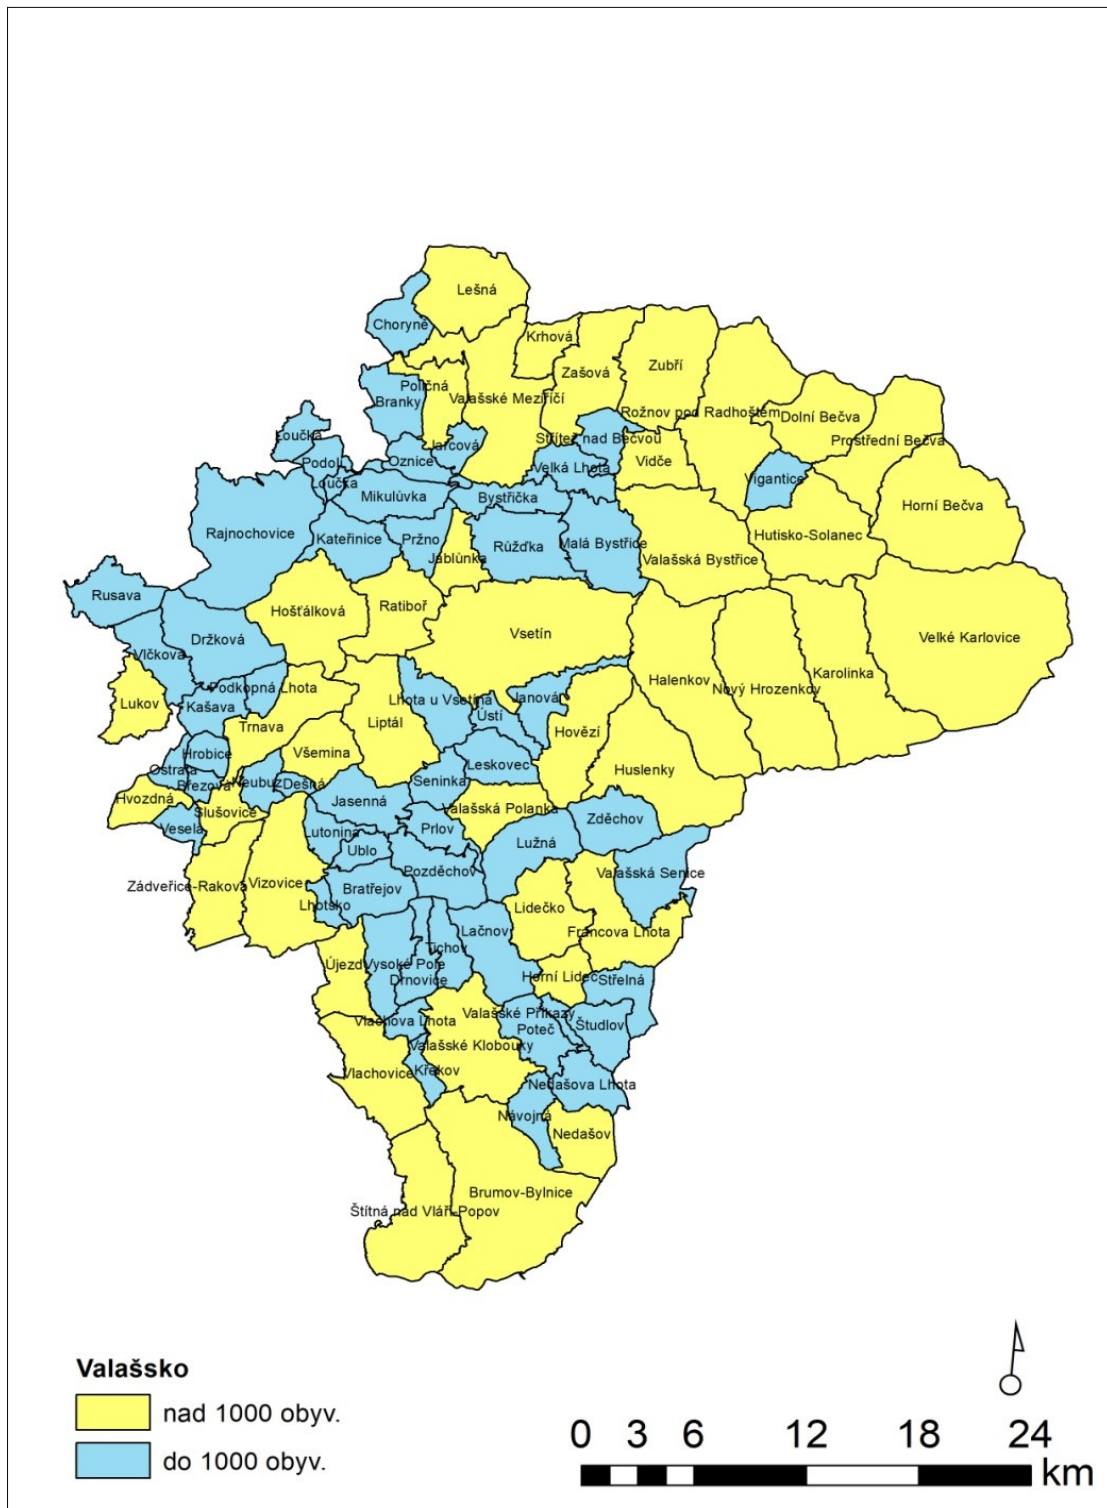 Lešná
Choryně
Krhová
Zašová
Zubří
Poličná
Branky
Valašské Meziříčí
Rožnov pod Radhoštěm
Dolní Bečva
Prostřední Bečva
Loučka
Jarcová
Střítež nad Bečvou
Podolí
Oznice
Velká Lhota
Vidče
Vigantice
Loučka
Mikulůvka
Bystřička
Horní Bečva
Rajnochovice
Kateřinice
Pržno
Jablůnka
Růžďka
Malá Bystřice
Valašská Bystřice
Hutisko-Solanec
Rusava
Hošťálková
Ratiboř
Vsetín
Velké Karlovice
Držková
Vlčková
Lukov
Kašava
Podkopná Lhota
Lhota u Vsetína
Janová
Halenkov
Nový Hrozenkov
Karolinka
Ústí
Trnava
Liptál
Hovězí
Hrobice
Všemina
Leskovec
Huslenky
Ostrata
Březová
Neubuz
Dešná
Seninka
Hvozdná
Slušovice
Jasenná
Valašská Polanka
Veselá
Lutonina
Prlov
Zděchov
Ublo
Lužná
Zádveřice-Raková
Vizovice
Pozděchov
Valašská Senice
Bratřejov
Lhotsko
Lidečko
Lačnov
Francova Lhota
Tichov
Újezd
Vysoké Pole
Drnovice
Horní Lideč
Střelná
Valašské Příkazy
Vlachova Lhota
Poteč
Študlov
Valašské Klobouky
Vlachovice
Křekov
Nedašova Lhota
Návojná
Nedašov
Brumov-Bylnice
Štítná nad Vláří-Popov
Valašsko
nad 1000 obyv.
do 1000 obyv.
0 3 6 12 18 24
km